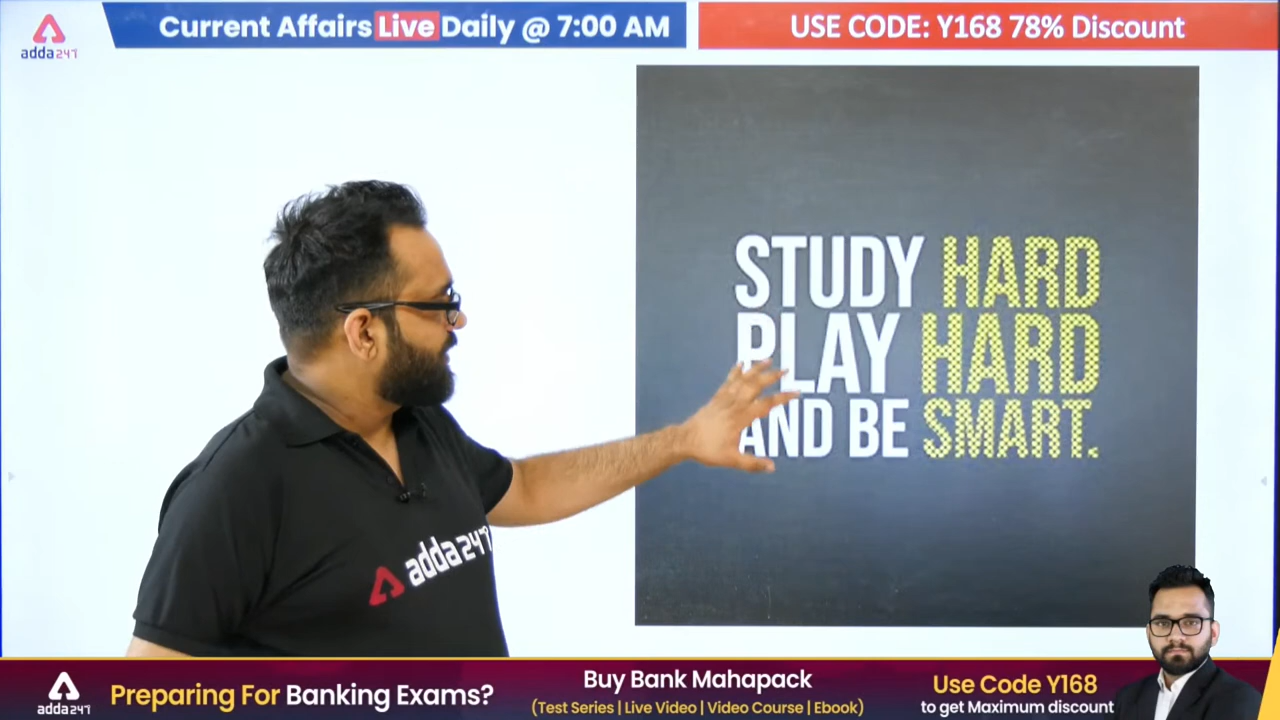 adda247
Current Affairs Live Daily @ 7:00 AM
USE CODE: Y168 78% Discount
STUDY HARD
PLAY HARD
AND BE SMART.
adda247
adda247
Preparing For Banking Exams?
Buy Bank Mahapack
(Test Series | Live Video | Video Course | Ebook)
Use Code Y168
to get Maximum discount